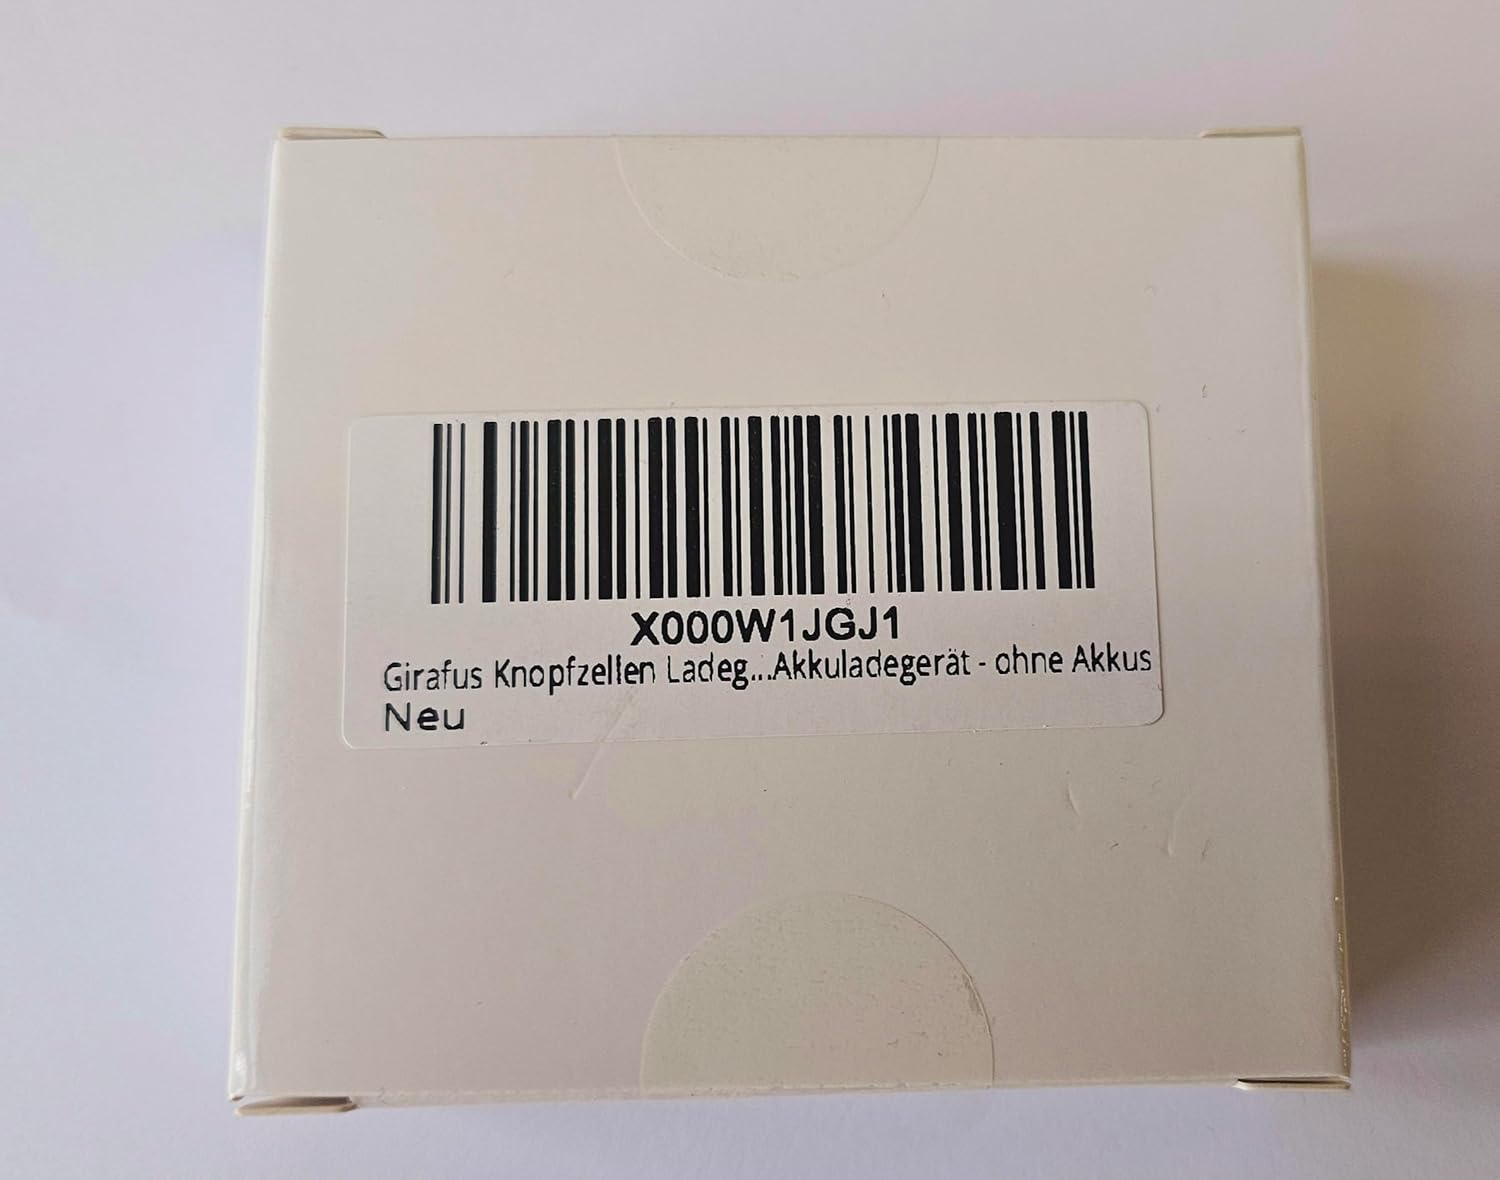 X000W1JGJ1
Girafus Knopfzellen Ladeg...Akkuladegerät - ohne Akkus
Neu